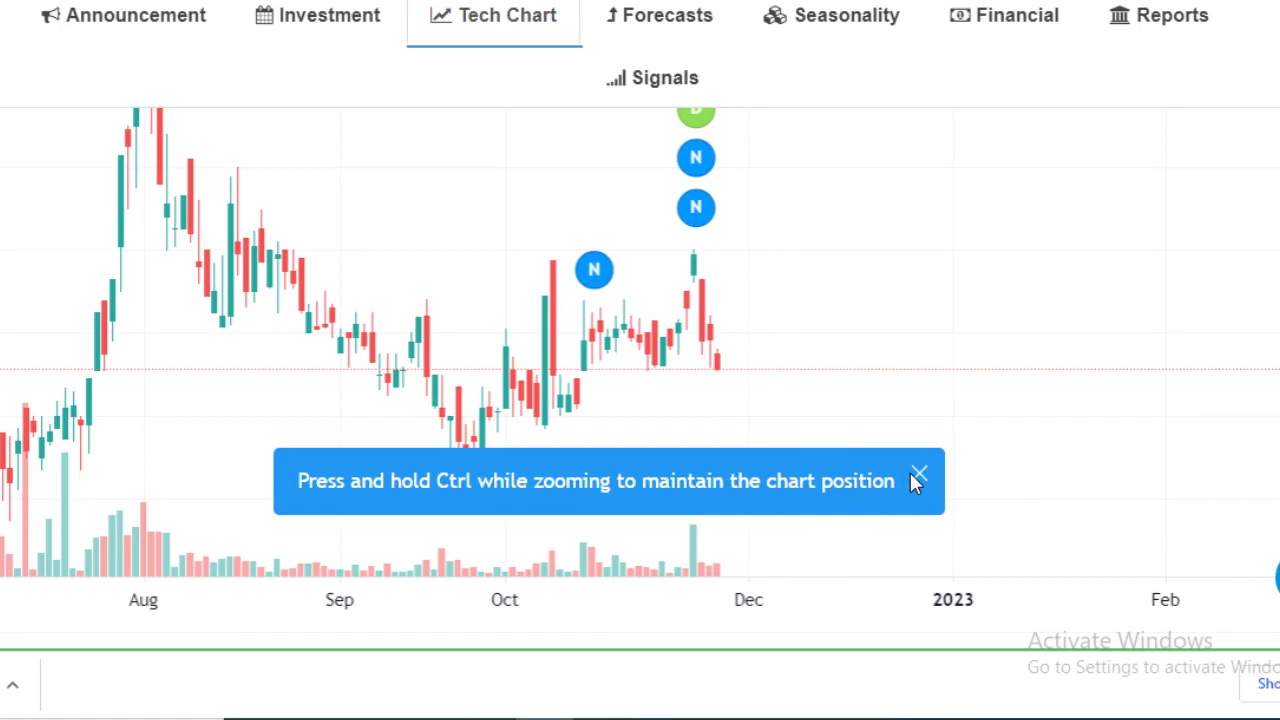 Announcement Investment Tech Chart Forecasts Seasonality Financial Reports
Signals
D
N
N
N
Press and hold Ctrl while zooming to maintain the chart position
Aug Sep Oct Dec 2023 Feb
Activate Windows
Go to Settings to activate Windo
Sho